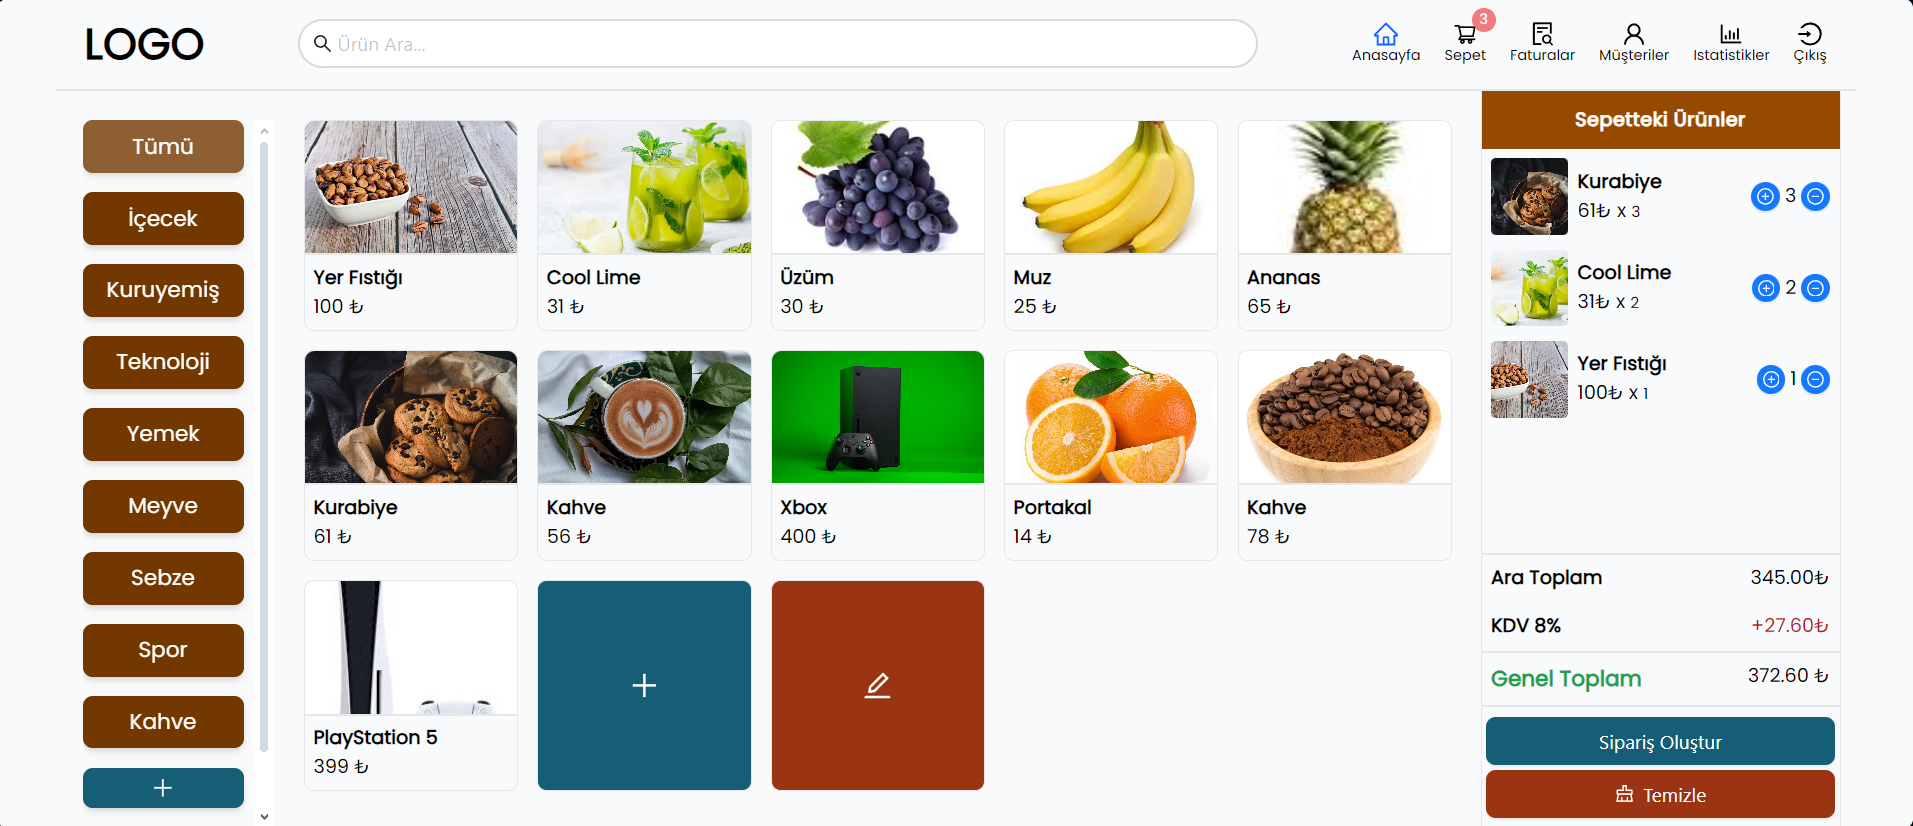 LOGO
Ürün Ara...
Anasayfa
3
Sepet
Faturalar
Müşteriler
Istatistikler
Çıkış
Tümü
İçecek
Kuruyemiş
Teknoloji
Yemek
Meyve
Sebze
Spor
Kahve
Yer Fıstığı
100 ₺
Cool Lime
31 ₺
Üzüm
30 ₺
Muz
25 ₺
Ananas
65 ₺
Kurabiye
61 ₺
Kahve
56 ₺
Xbox
400 ₺
Portakal
14 ₺
Kahve
78 ₺
PlayStation 5
399 ₺
Sepetteki Ürünler
Kurabiye
61₺ x 3
3
Cool Lime
31₺ x 2
2
Yer Fıstığı
100₺ x 1
1
Ara Toplam 345.00₺
KDV 8% +27.60₺
Genel Toplam 372.60 ₺
Sipariş Oluştur
Temizle